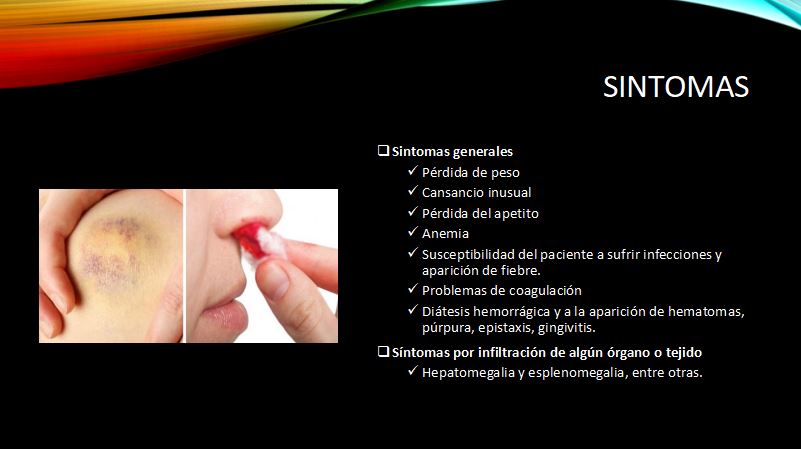 SINTOMAS
Sintomas generales
Pérdida de peso
Cansancio inusual
Pérdida del apetito
Anemia
Susceptibilidad del paciente a sufrir infecciones y
aparición de fiebre.
Problemas de coagulación
Diátesis hemorrágica y a la aparición de hematomas,
púrpura, epistaxis, gingivitis.
Síntomas por infiltración de algún órgano o tejido
Hepatomegalia y esplenomegalia, entre otras.